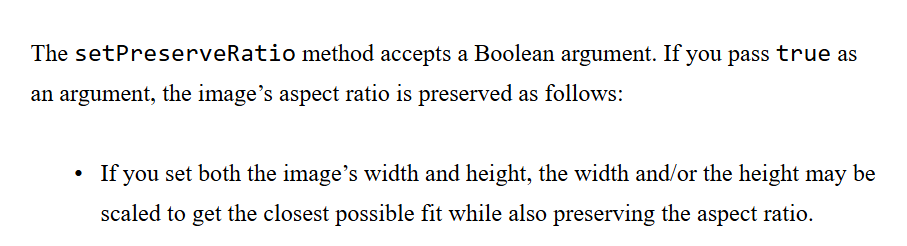 The setPreserveRatio method accepts a Boolean argument. If you pass true as
an argument, the image’s aspect ratio is preserved as follows:
• If you set both the image’s width and height, the width and/or the height may be
scaled to get the closest possible fit while also preserving the aspect ratio.